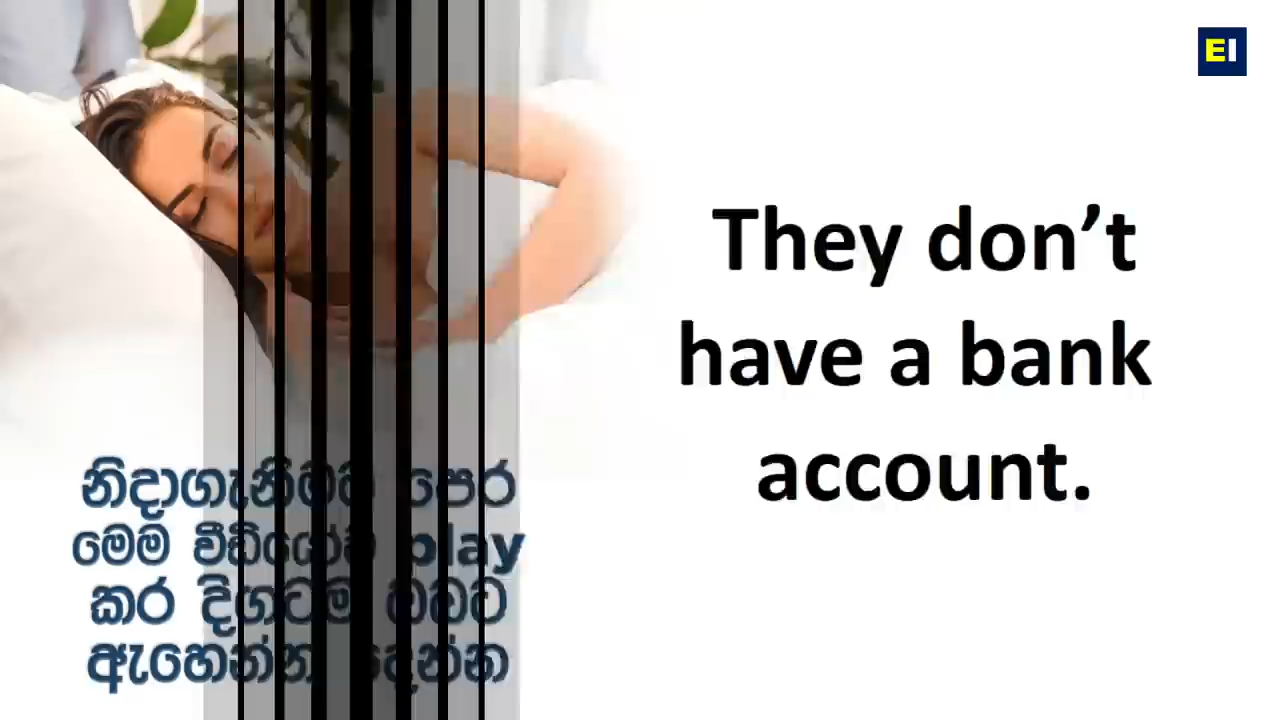 නිදාගැනීමට පෙර
මෙම වීඩියෝව play
කර දිගටම ඔබට
ඇහෙන්න දෙන්න
They don’t
have a bank
account.
EI